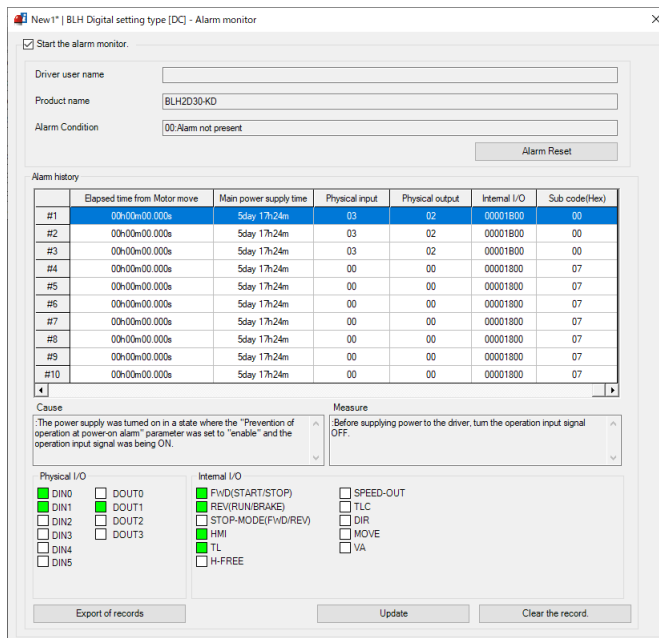 New1* | BLH Digital setting type [DC] - Alarm monitor
Start the alarm monitor.
Driver user name
Product name BLH2D30-KD
Alarm Condition 00:Alarm not present
Alarm Reset
Alarm history
Elapsed time from Motor move Main power supply time Physical input Physical output Internal I/O Sub code(Hex)
#1 00h00m00.000s 5day 17h24m 03 02 00001B00 00
#2 00h00m00.000s 5day 17h24m 03 02 00001B00 00
#3 00h00m00.000s 5day 17h24m 03 02 00001B00 00
#4 00h00m00.000s 5day 17h24m 00 00 00001800 07
#5 00h00m00.000s 5day 17h24m 00 00 00001800 07
#6 00h00m00.000s 5day 17h24m 00 00 00001800 07
#7 00h00m00.000s 5day 17h24m 00 00 00001800 07
#8 00h00m00.000s 5day 17h24m 00 00 00001800 07
#9 00h00m00.000s 5day 17h24m 00 00 00001800 07
#10 00h00m00.000s 5day 17h24m 00 00 00001800 07
Cause
:The power supply was turned on in a state where the "Prevention of
operation at power-on alarm" parameter was set to "enable" and the
operation input signal was being ON.
Measure
:Before supplying power to the driver, turn the operation input signal
OFF.
Physical I/O
DIN0 DOUT0
DIN1 DOUT1
DIN2 DOUT2
DIN3 DOUT3
DIN4
DIN5
Internal I/O
FWD(START/STOP) SPEED-OUT
REV(RUN/BRAKE) TLC
STOP-MODE(FWD/REV) DIR
HMI MOVE
TL VA
H-FREE
Export of records Update Clear the record.